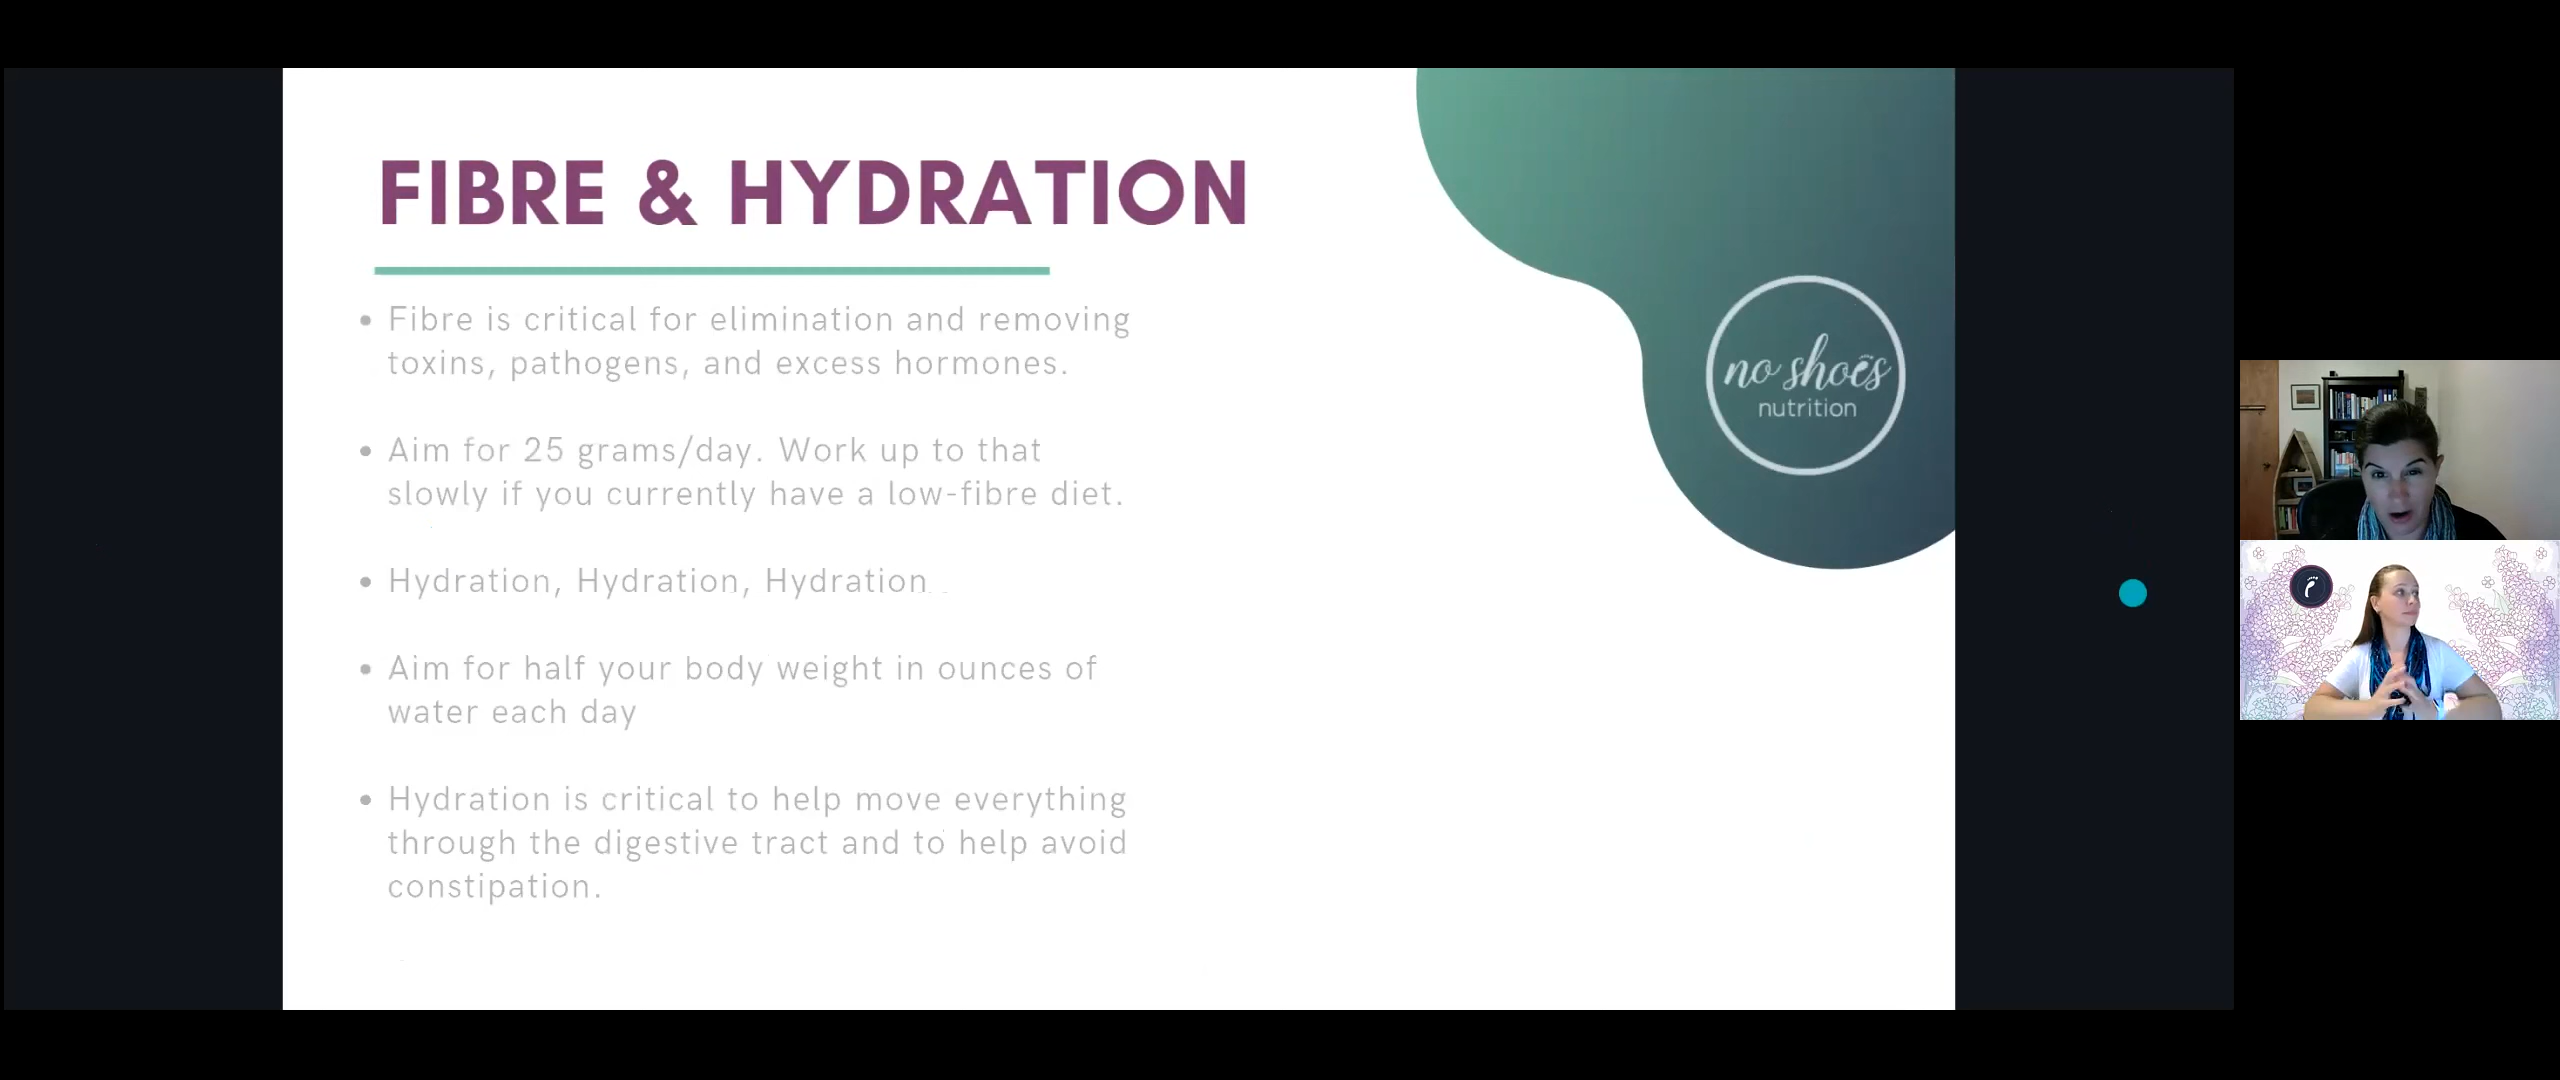 FIBRE & HYDRATION
• Fibre is critical for elimination and removing
toxins, pathogens, and excess hormones.
• Aim for 25 grams/day. Work up to that
slowly if you currently have a low-fibre diet.
• Hydration, Hydration, Hydration
• Aim for half your body weight in ounces of
water each day
• Hydration is critical to help move everything
through the digestive tract and to help avoid
constipation.
no shoes
nutrition